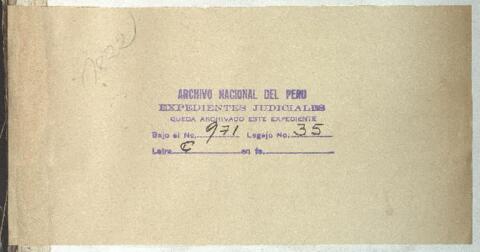 1822
ARCHIVO NACIONAL DEL PERU
EXPEDIENTES JUDICIALES
QUEDA ARCHIVADO ESTE EXPEDIENTE
Bajo el No. 971 Legajo No. 35
Letra C en fs.